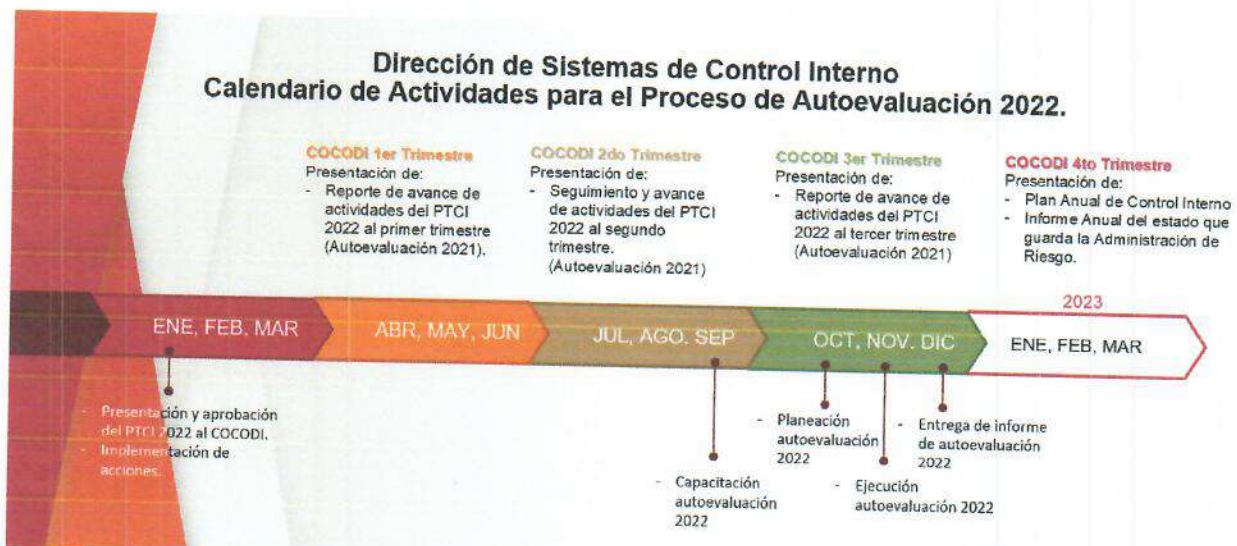 Dirección de Sistemas de Control Interno
Calendario de Actividades para el Proceso de Autoevaluación 2022.
COCODI 1er Trimestre
Presentación de:
- Reporte de avance de
actividades del PTCI
2022 al primer trimestre
(Autoevaluación 2021).
COCODI 2do Trimestre
Presentación de:
- Seguimiento y avance
de actividades del PTCI
2022 al segundo
trimestre.
(Autoevaluación 2021)
COCODI 3er Trimestre
Presentación de:
- Reporte de avance de
actividades del PTCI
2022 al tercer trimestre
(Autoevaluación 2021)
COCODI 4to Trimestre
Presentación de:
- Plan Anual de Control Interno
- Informe Anual del estado que
guarda la Administración de
Riesgo.
2023
ENE, FEB. MAR
ABR, MAY, JUN
JUL, AGO. SEP
OCT, NOV. DIC
ENE, FEB, MAR
- Presentación y aprobación
del PTCI 2022 al COCODI.
- Implementación de
acciones.
- Capacitación
autoevaluación
2022
- Planeación
autoevaluación
2022
- Ejecución
autoevaluación 2022
- Entrega de informe
de autoevaluación
2022